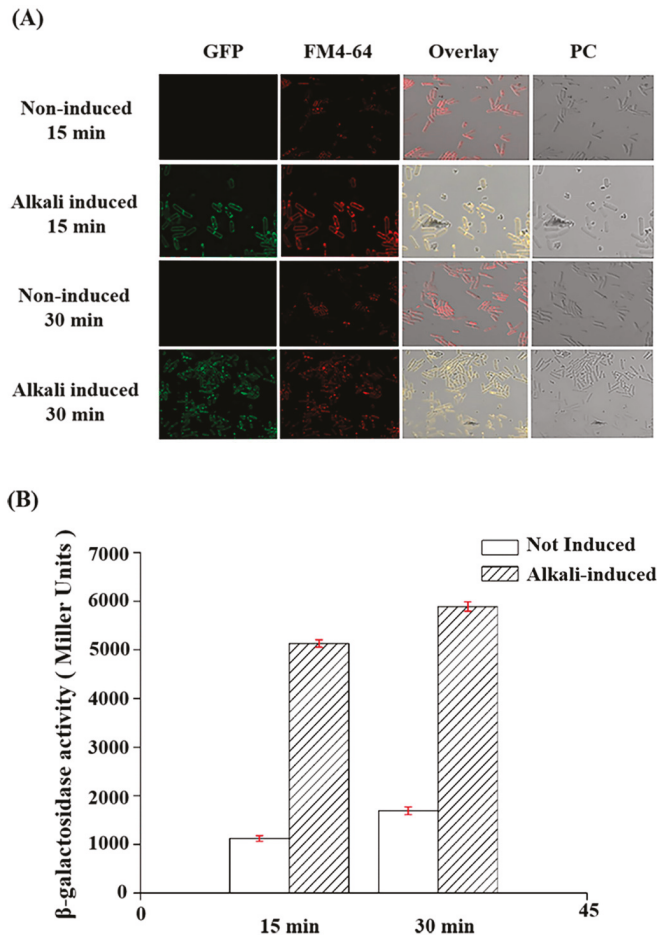 (A)
GFP FM4-64 Overlay PC
Non-induced
15 min
Alkali induced
15 min
Non-induced
30 min
Alkali induced
30 min
(B)
β-galactosidase activity ( Miller Units )
7000
6000
5000
4000
3000
2000
1000
0
Not Induced
Alkali-induced
0 15 min 30 min 45